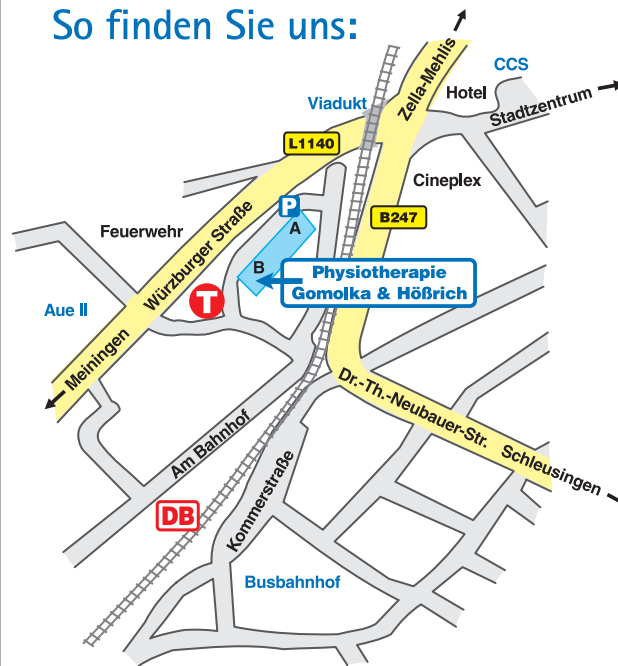 So finden Sie uns:
Zella-Mehlis
CCS
Hotel
Stadtzentrum
Viadukt
L1140
Cineplex
P
B247
A
Würzburger Straße
Feuerwehr
B
Physiotherapie
Gomolka & Hößrich
T
Aue II
Meiningen
Dr.-Th.-Neubauer-Str.
Schleusingen
Am Bahnhof
DB
Kommerstraße
Busbahnhof